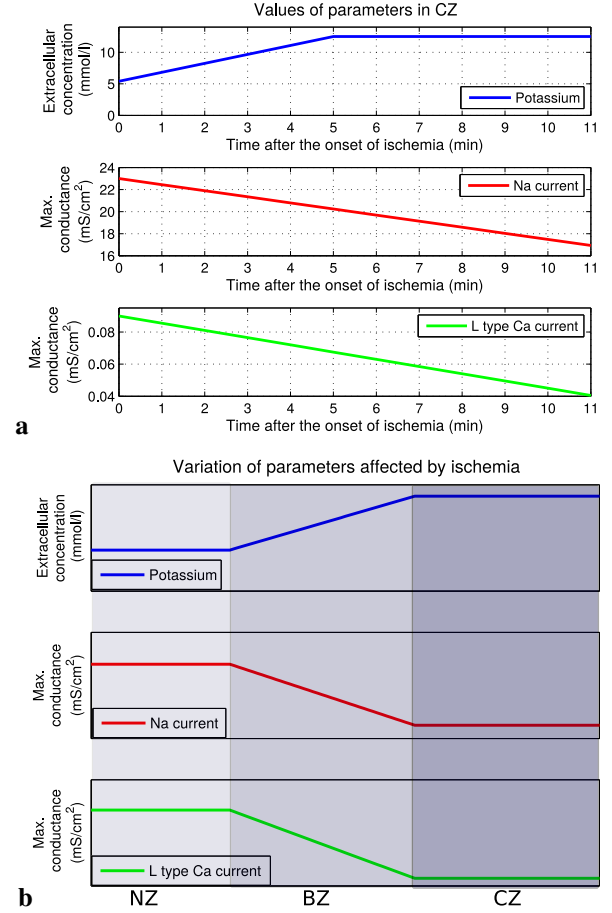 Values of parameters in CZ
Extracellular
concentration
(mmol/l)
10
5
0
Potassium
0 1 2 3 4 5 6 7 8 9 10 11
Time after the onset of ischemia (min)
Max.
conductance
(mS/cm²)
24
22
20
18
16
Na current
0 1 2 3 4 5 6 7 8 9 10 11
Time after the onset of ischemia (min)
Max.
conductance
(mS/cm²)
0.08
0.06
0.04
L type Ca current
0 1 2 3 4 5 6 7 8 9 10 11
Time after the onset of ischemia (min)
a
Variation of parameters affected by ischemia
Extracellular
concentration
(mmol/l)
Potassium
Max.
conductance
(mS/cm²)
Na current
Max.
conductance
(mS/cm²)
L type Ca current
b
NZ BZ CZ